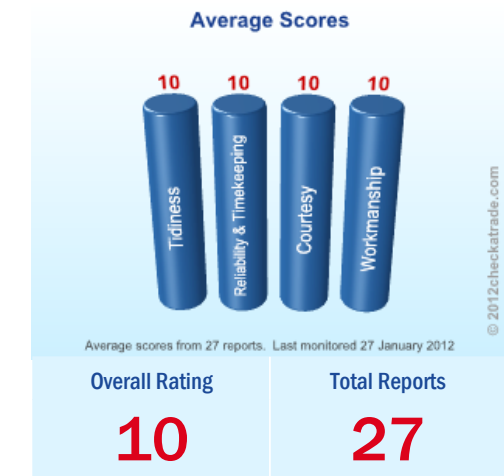 Average Scores
10 10 10 10
Tidiness
Reliability & Timekeeping
Courtesy
Workmanship
© 2012checkatrade.com
Average scores from 27 reports. Last monitored 27 January 2012
Overall Rating
Total Reports
10
27